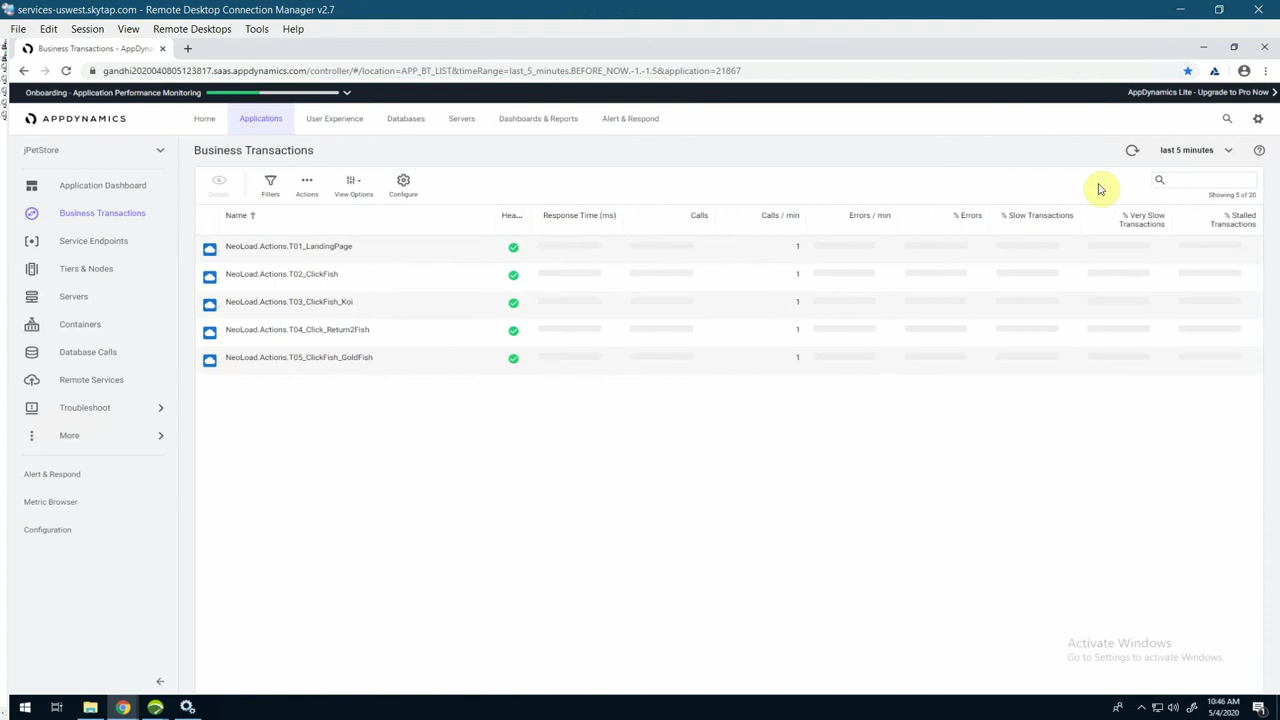 services-uswest.skytap.com - Remote Desktop Connection Manager v2.7
File Edit Session View Remote Desktops Tools Help
Business Transactions - AppDyna
gandhi2020040805123817.saas.appdynamics.com/controller/#/location=APP_BT_LIST&timeRange=last_5_minutes.BEFORE_NOW.-1.-1.5&application=21867
Onboarding - Application Performance Monitoring
AppDynamics Lite - Upgrade to Pro Now
APPDYNAMICS
Home Applications User Experience Databases Servers Dashboards & Reports Alert & Respond
jPetStore
Business Transactions
last 5 minutes
Application Dashboard
Business Transactions
Service Endpoints
Tiers & Nodes
Servers
Containers
Database Calls
Remote Services
Troubleshoot
More
Alert & Respond
Metric Browser
Configuration
Details Filters Actions View Options Configure
Showing 5 of 20
Name Hea... Response Time (ms) Calls Calls / min Errors / min % Errors % Slow Transactions % Very Slow Transactions % Stalled Transactions
NeoLoad.Actions.T01_LandingPage 1
NeoLoad.Actions.T02_ClickFish 1
NeoLoad.Actions.T03_ClickFish_Koi 1
NeoLoad.Actions.T04_Click_Return2Fish 1
NeoLoad.Actions.T05_ClickFish_GoldFish 1
Activate Windows
Go to Settings to activate Windows.
10:46 AM
5/4/2020
1